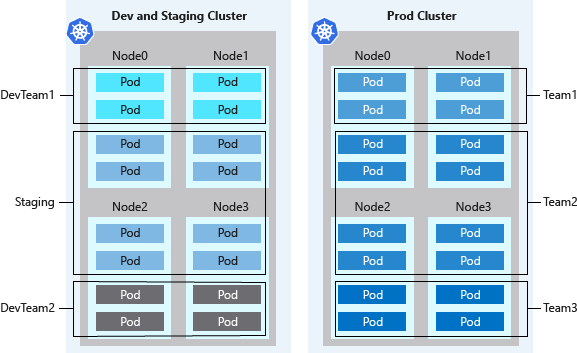 Dev and Staging Cluster
Prod Cluster
Node0 Node1
Node0 Node1
DevTeam1
Pod Pod
Pod Pod
Pod Pod
Pod Pod
Team1
Staging
Pod Pod
Pod Pod
Pod Pod
Pod Pod
Team2
Node2 Node3
Node2 Node3
Pod Pod
Pod Pod
Pod Pod
Pod Pod
DevTeam2
Pod Pod
Pod Pod
Pod Pod
Pod Pod
Team3